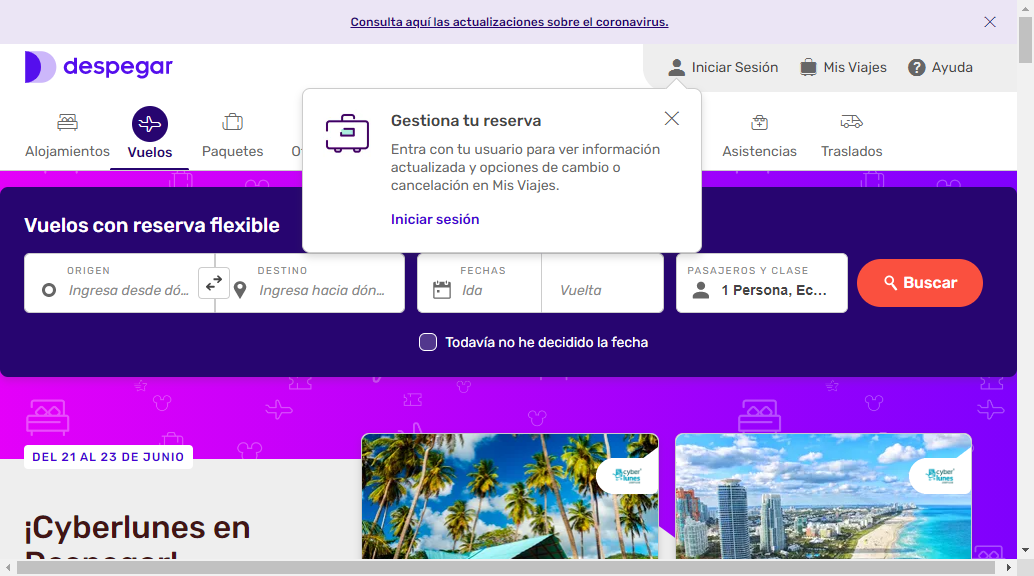 Consulta aquí las actualizaciones sobre el coronavirus.
despegar
Iniciar Sesión
Mis Viajes
? Ayuda
Alojamientos
Vuelos
Paquetes
Asistencias
Traslados
Gestiona tu reserva
Entra con tu usuario para ver información
actualizada y opciones de cambio o
cancelación en Mis Viajes.
Iniciar sesión
Vuelos con reserva flexible
ORIGEN
Ingresa desde dó...
DESTINO
Ingresa hacia dón...
FECHAS
Ida
Vuelta
PASAJEROS Y CLASE
1 Persona, Ec...
Buscar
Todavía no he decidido la fecha
DEL 21 AL 23 DE JUNIO
cyber
lunes
cyber
lunes
¡Cyberlunes en
Despegar!